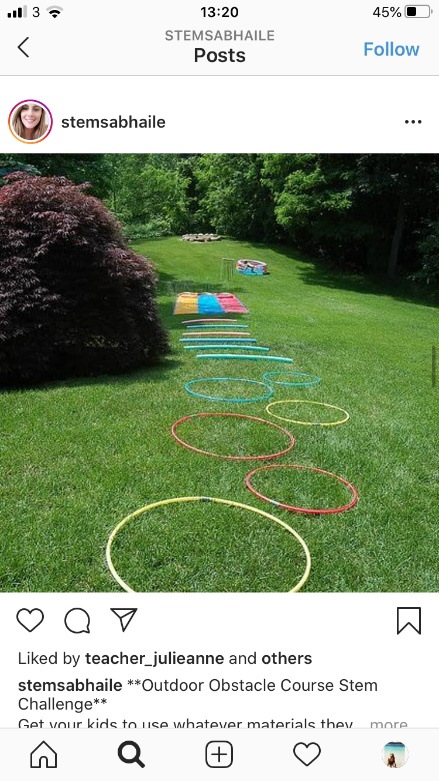 3
13:20
45%
STEMSABHAILE
Posts
Follow
stemsabhaile
Liked by teacher_julieanne and others
stemsabhaile **Outdoor Obstacle Course Stem
Challenge**
Get your kids to use whatever materials they... more